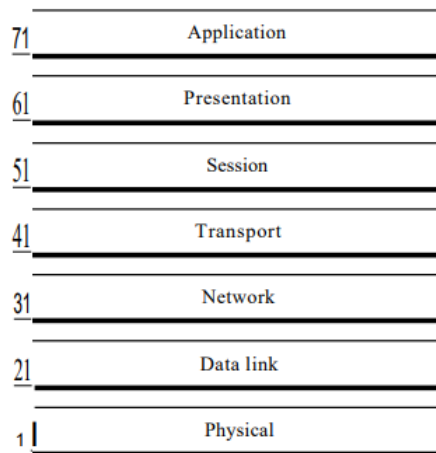 71 Application
61 Presentation
51 Session
41 Transport
31 Network
21 Data link
1 Physical